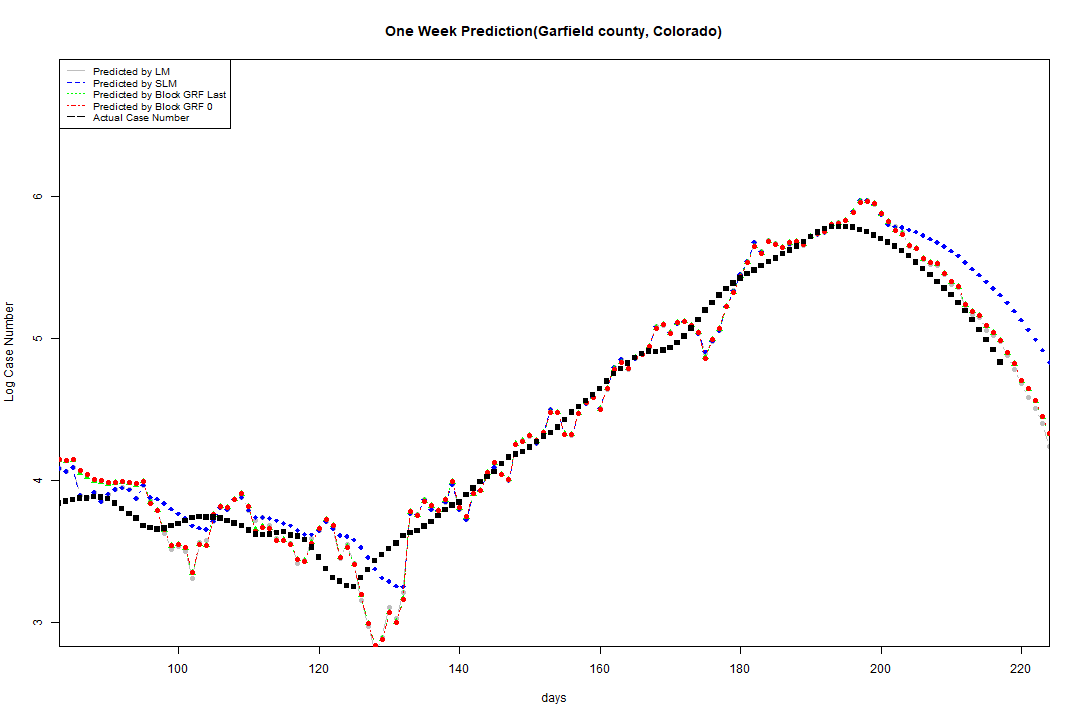 One Week Prediction(Garfield county, Colorado)
Predicted by LM
Predicted by SLM
Predicted by Block GRF Last
Predicted by Block GRF 0
Actual Case Number
Log Case Number
6
5
4
3
100 120 140 160 180 200 220
days